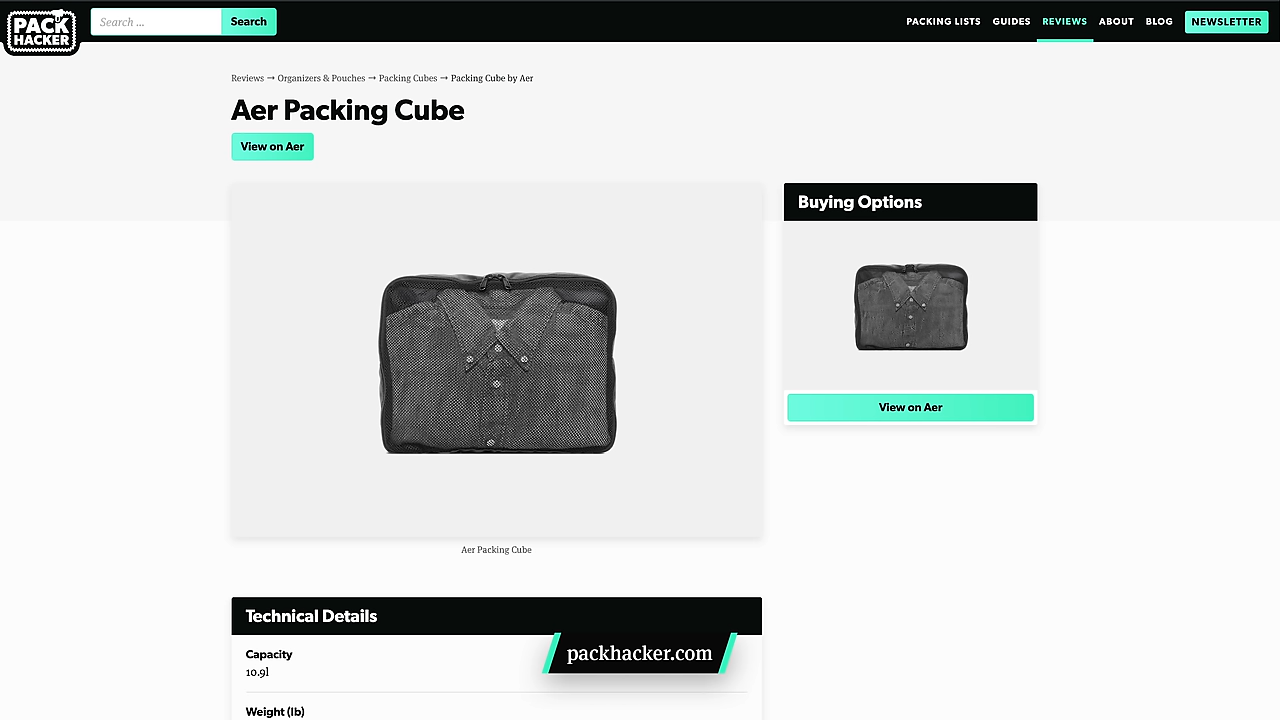 PACK
HACKER
Search ...
Search
PACKING LISTS
GUIDES
REVIEWS
ABOUT
BLOG
NEWSLETTER
Reviews → Organizers & Pouches → Packing Cubes → Packing Cube by Aer
Aer Packing Cube
View on Aer
Buying Options
View on Aer
Aer Packing Cube
Technical Details
Capacity
10.9l
packhacker.com
Weight (lb)